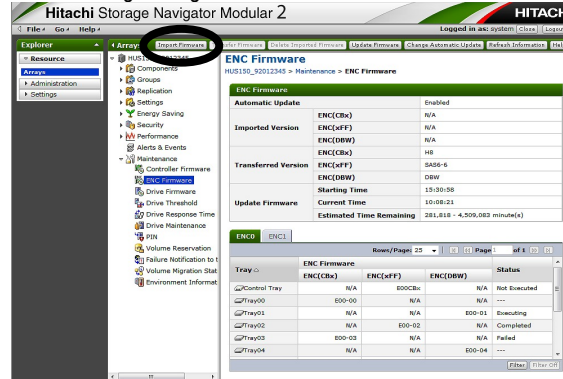 Hitachi Storage Navigator Modular 2
HITACH
File Go Help
Logged in as: system Close Logout
Explorer
Resource
Arrays
Administration
Settings
Arrays
Import Firmware Transfer Firmware Delete Imported Firmware Update Firmware Change Automatic Update Refresh Information Hel
HUS150_92012345
Components
Groups
Replication
Settings
Energy Saving
Security
Performance
Alerts & Events
Maintenance
Controller Firmware
ENC Firmware
Drive Firmware
Drive Threshold
Drive Response Time
Drive Maintenance
PIN
Volume Reservation
Failure Notification to t
Volume Migration Stat
Environment Informat
ENC Firmware
HUS150_92012345 > Maintenance > ENC Firmware
ENC Firmware
Automatic Update Enabled
Imported Version ENC(CBx) N/A
ENC(xFF) N/A
ENC(DBW) N/A
Transferred Version ENC(CBx) H8
ENC(xFF) SAS6-6
ENC(DBW) DBW
Update Firmware Starting Time 15:30:56
Current Time 10:08:21
Estimated Time Remaining 281,818 - 4,509,083 minute(s)
ENC0 ENC1
Rows/Page: 25 Page 1 of 1
Tray ENC Firmware Status
ENC(CBx) ENC(xFF) ENC(DBW)
Control Tray N/A E00CBx N/A Not Executed
Tray00 E00-00 N/A N/A ---
Tray01 N/A N/A E00-01 Executing
Tray02 N/A E00-02 N/A Completed
Tray03 E00-03 N/A N/A Failed
Tray04 N/A N/A E00-04 ---
Filter Filter Off